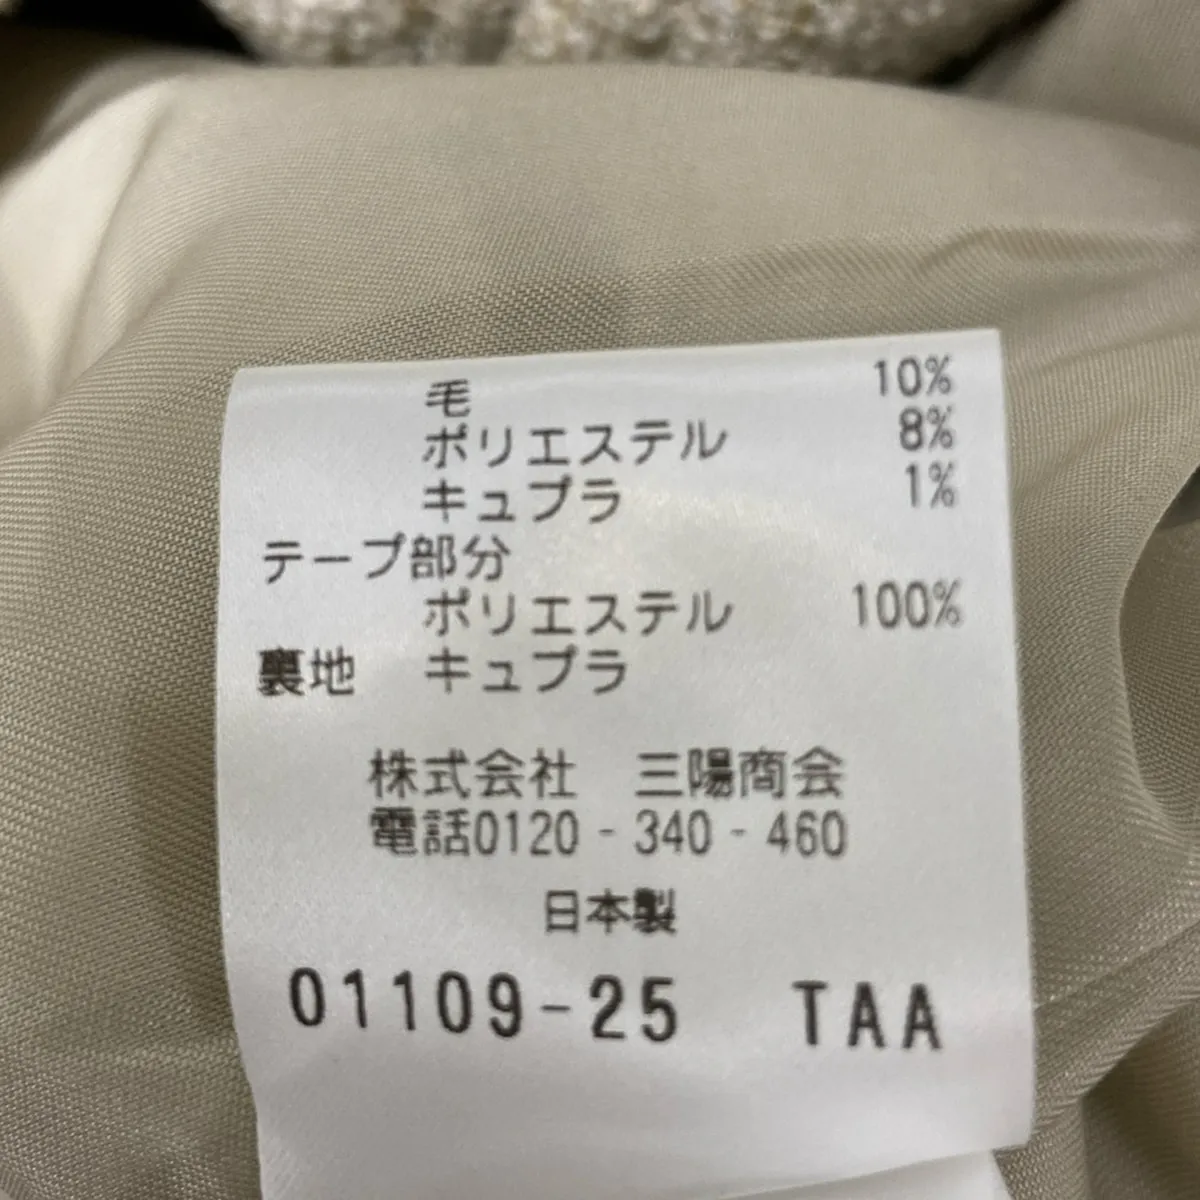 毛 10%
ポリエステル 8%
キュプラ 1%
テープ部分
ポリエステル 100%
裏地 キュプラ
株式会社 三陽商会
電話0120-340-460
日本製
01109-25 TAA